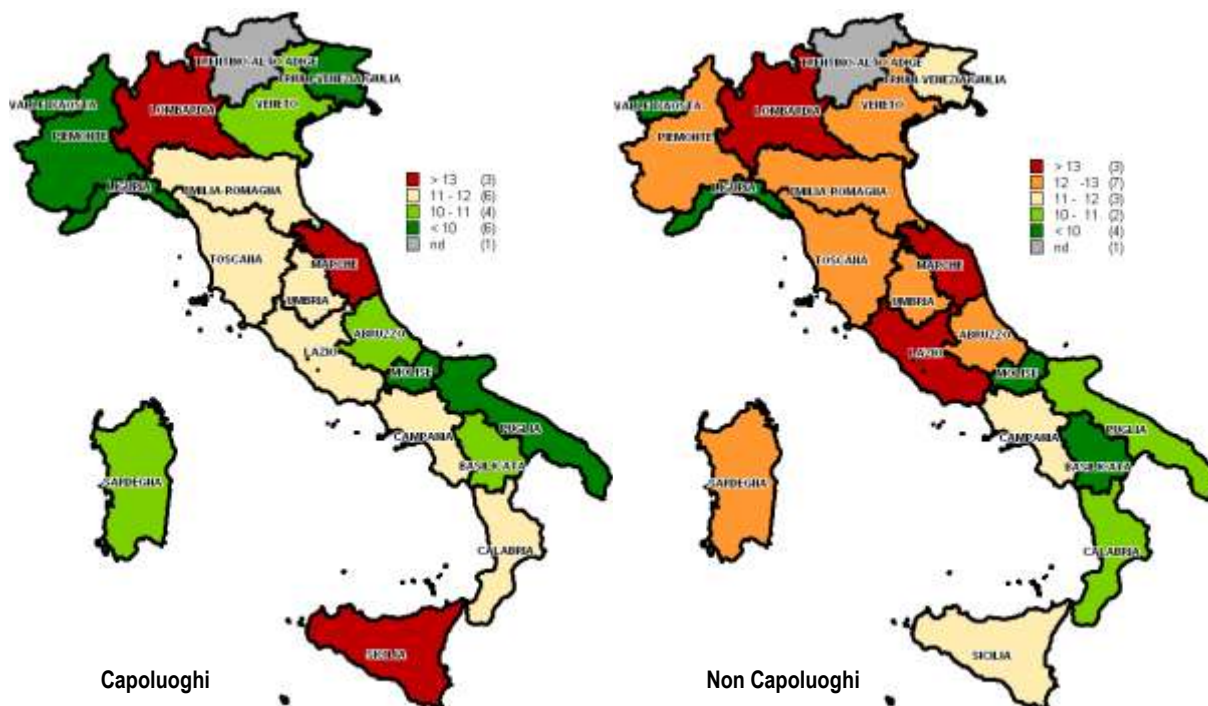 TRENTINO-ALTO ADIGE
FRIULI-VENEZIA GIULIA
VALLE D'AOSTA
LOMBARDIA
VENETO
PIEMONTE
LIGURIA
EMILIA-ROMAGNA
TOSCANA
MARCHE
UMBRIA
ABRUZZO
LAZIO
MOLISE
CAMPANIA
PUGLIA
BASILICATA
SARDEGNA
CALABRIA
SICILIA
> 13 (3)
11 - 12 (6)
10 - 11 (4)
< 10 (6)
nd (1)
Capoluoghi
TRENTINO-ALTO ADIGE
FRIULI-VENEZIA GIULIA
VALLE D'AOSTA
LOMBARDIA
VENETO
PIEMONTE
LIGURIA
EMILIA-ROMAGNA
TOSCANA
MARCHE
UMBRIA
ABRUZZO
LAZIO
MOLISE
CAMPANIA
PUGLIA
BASILICATA
SARDEGNA
CALABRIA
SICILIA
> 13 (3)
12 -13 (7)
11 - 12 (3)
10 - 11 (2)
< 10 (4)
nd (1)
Non Capoluoghi